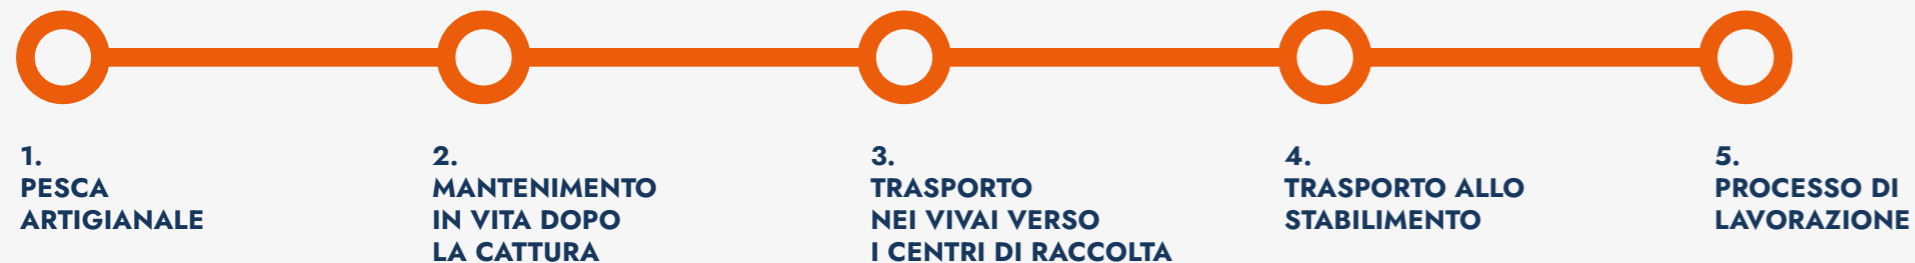 1.
PESCA
ARTIGIANALE
2.
MANTENIMENTO
IN VITA DOPO
LA CATTURA
3.
TRASPORTO
NEI VIVAI VERSO
I CENTRI DI RACCOLTA
4.
TRASPORTO ALLO
STABILIMENTO
5.
PROCESSO DI
LAVORAZIONE